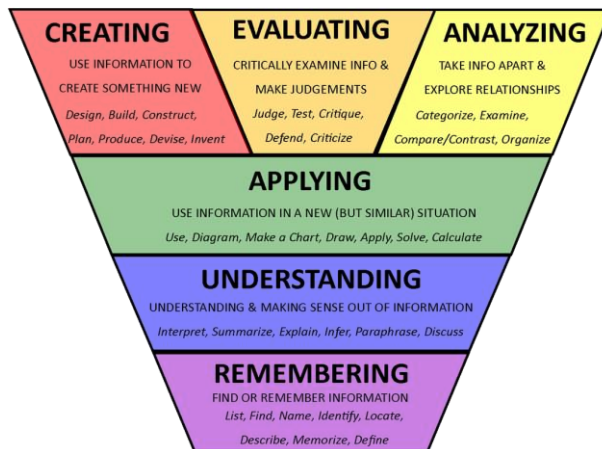 CREATING
USE INFORMATION TO
CREATE SOMETHING NEW
Design, Build, Construct,
Plan, Produce, Devise, Invent
EVALUATING
CRITICALLY EXAMINE INFO &
MAKE JUDGEMENTS
Judge, Test, Critique,
Defend, Criticize
ANALYZING
TAKE INFO APART &
EXPLORE RELATIONSHIPS
Categorize, Examine,
Compare/Contrast, Organize
APPLYING
USE INFORMATION IN A NEW (BUT SIMILAR) SITUATION
Use, Diagram, Make a Chart, Draw, Apply, Solve, Calculate
UNDERSTANDING
UNDERSTANDING & MAKING SENSE OUT OF INFORMATION
Interpret, Summarize, Explain, Infer, Paraphrase, Discuss
REMEMBERING
FIND OR REMEMBER INFORMATION
List, Find, Name, Identify, Locate,
Describe, Memorize, Define